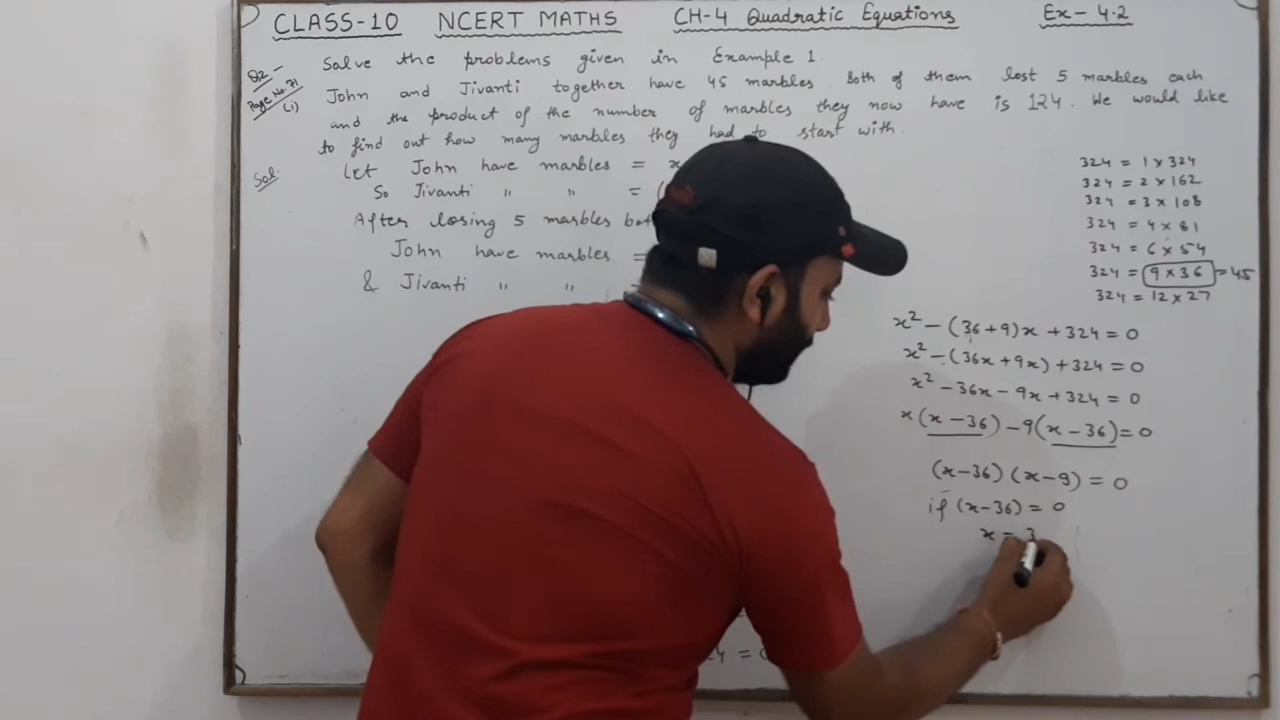 CLASS-10 NCERT MATHS CH-4 Quadratic Equations Ex-4.2
Q2- Solve the problems given in Example 1.
Page No. 71
(i) John and Jivanti together have 45 marbles. Both of them lost 5 marbles each
and the product of the number of marbles they now have is 124. We would like
to find out how many marbles they had to start with.
Sol: Let John have marbles = x
So Jivanti " " = (
After losing 5 marbles
John have marbles =
& Jivanti " "
24 = 0
324 = 1 x 324
324 = 2 x 162
324 = 3 x 108
324 = 4 x 81
324 = 6 x 54
324 = 9 x 36 = 45
324 = 12 x 27
x² - (36+9)x + 324 = 0
x² - (36x + 9x) + 324 = 0
x² - 36x - 9x + 324 = 0
x(x - 36) - 9(x - 36) = 0
(x-36) (x-9) = 0
if (x-36) = 0
x = 3